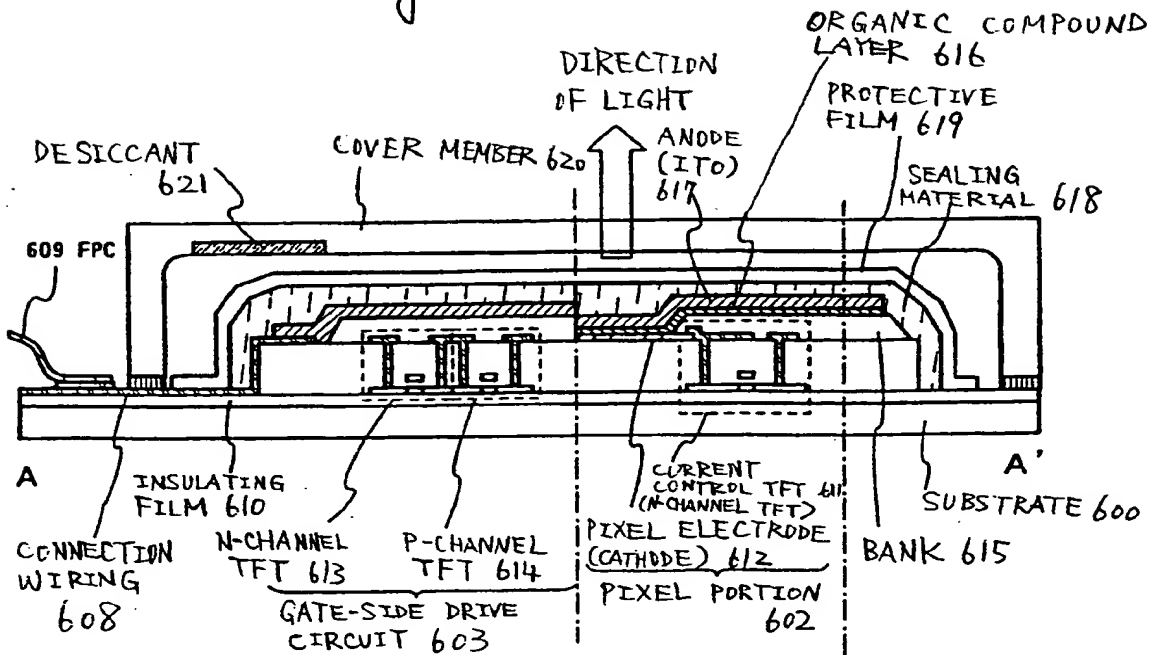 ORGANIC COMPOUND
LAYER 616
DIRECTION
OF LIGHT
PROTECTIVE
FILM 619
DESICCANT
621
COVER MEMBER 620
ANODE
(ITO)
617
SEALING
MATERIAL 618
609 FPC
A
A'
INSULATING
FILM 610
CURRENT
CONTROL TFT 611
(N-CHANNEL TFT)
SUBSTRATE 600
CONNECTION
WIRING
608
N-CHANNEL
TFT 613
P-CHANNEL
TFT 614
PIXEL ELECTRODE
(CATHODE) 612
BANK 615
GATE-SIDE DRIVE
CIRCUIT 603
PIXEL PORTION
602